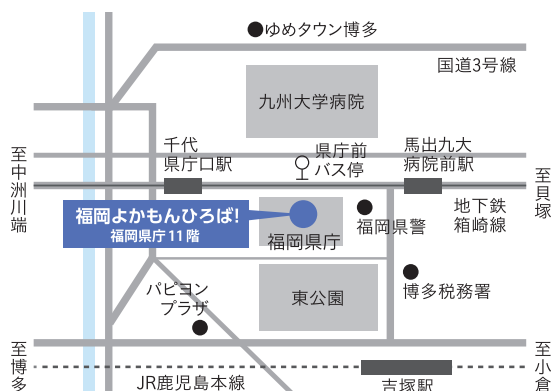 ゆめタウン博多
国道3号線
九州大学病院
千代
県庁口駅
県庁前
バス停
馬出九大
病院前駅
至中洲川端
至貝塚
地下鉄
箱崎線
福岡よかもんひろば!
福岡県庁11階
福岡県庁
福岡県警
パピヨン
プラザ
東公園
博多税務署
至博多
至小倉
JR鹿児島本線
吉塚駅